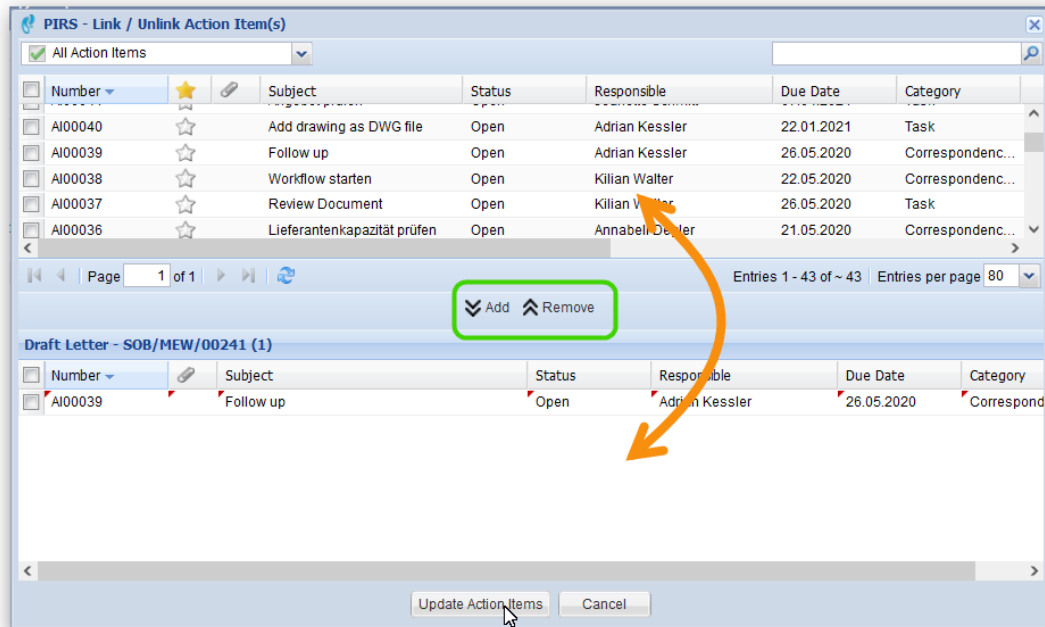 PIRS - Link / Unlink Action Item(s)
All Action Items
Number Subject Status Responsible Due Date Category
AI00040 Add drawing as DWG file Open Adrian Kessler 22.01.2021 Task
AI00039 Follow up Open Adrian Kessler 26.05.2020 Correspondenc...
AI00038 Workflow starten Open Kilian Walter 22.05.2020 Correspondenc...
AI00037 Review Document Open Kilian Walter 26.05.2020 Task
AI00036 Lieferantenkapazität prüfen Open Annabell 21.05.2020 Correspondenc...
Page 1 of 1 Entries 1 - 43 of ~ 43 Entries per page 80
Add Remove
Draft Letter - SOB/MEW/00241 (1)
Number Subject Status Responsible Due Date Category
AI00039 Follow up Open Adrian Kessler 26.05.2020 Correspond
Update Action Items Cancel